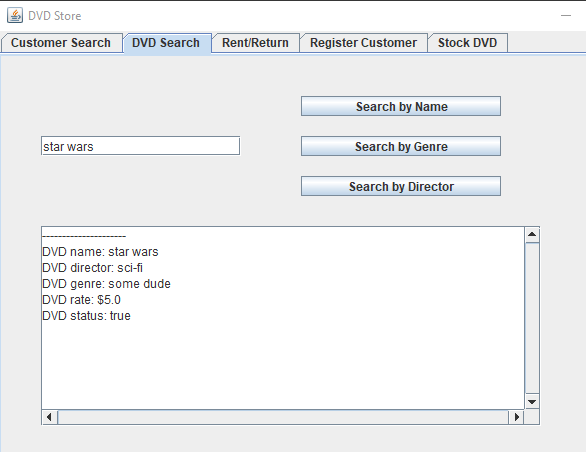 DVD Store
Customer Search DVD Search Rent/Return Register Customer Stock DVD
Search by Name
star wars
Search by Genre
Search by Director
---------------------
DVD name: star wars
DVD director: sci-fi
DVD genre: some dude
DVD rate: $5.0
DVD status: true